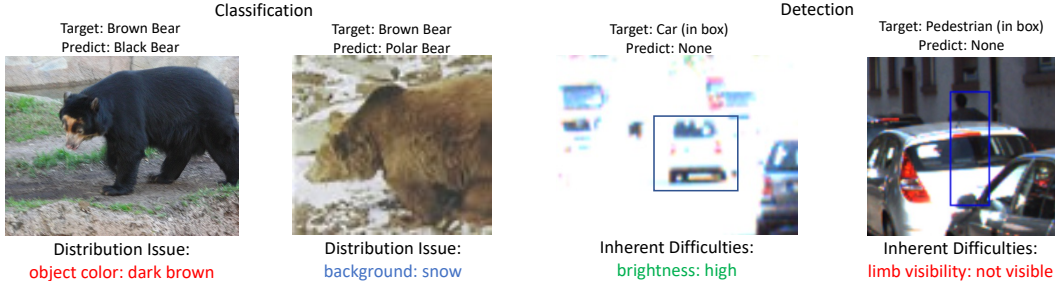 Classification
Detection
Target: Brown Bear
Predict: Black Bear
Target: Brown Bear
Predict: Polar Bear
Target: Car (in box)
Predict: None
Target: Pedestrian (in box)
Predict: None
Distribution Issue:
object color: dark brown
Distribution Issue:
background: snow
Inherent Difficulties:
brightness: high
Inherent Difficulties:
limb visibility: not visible